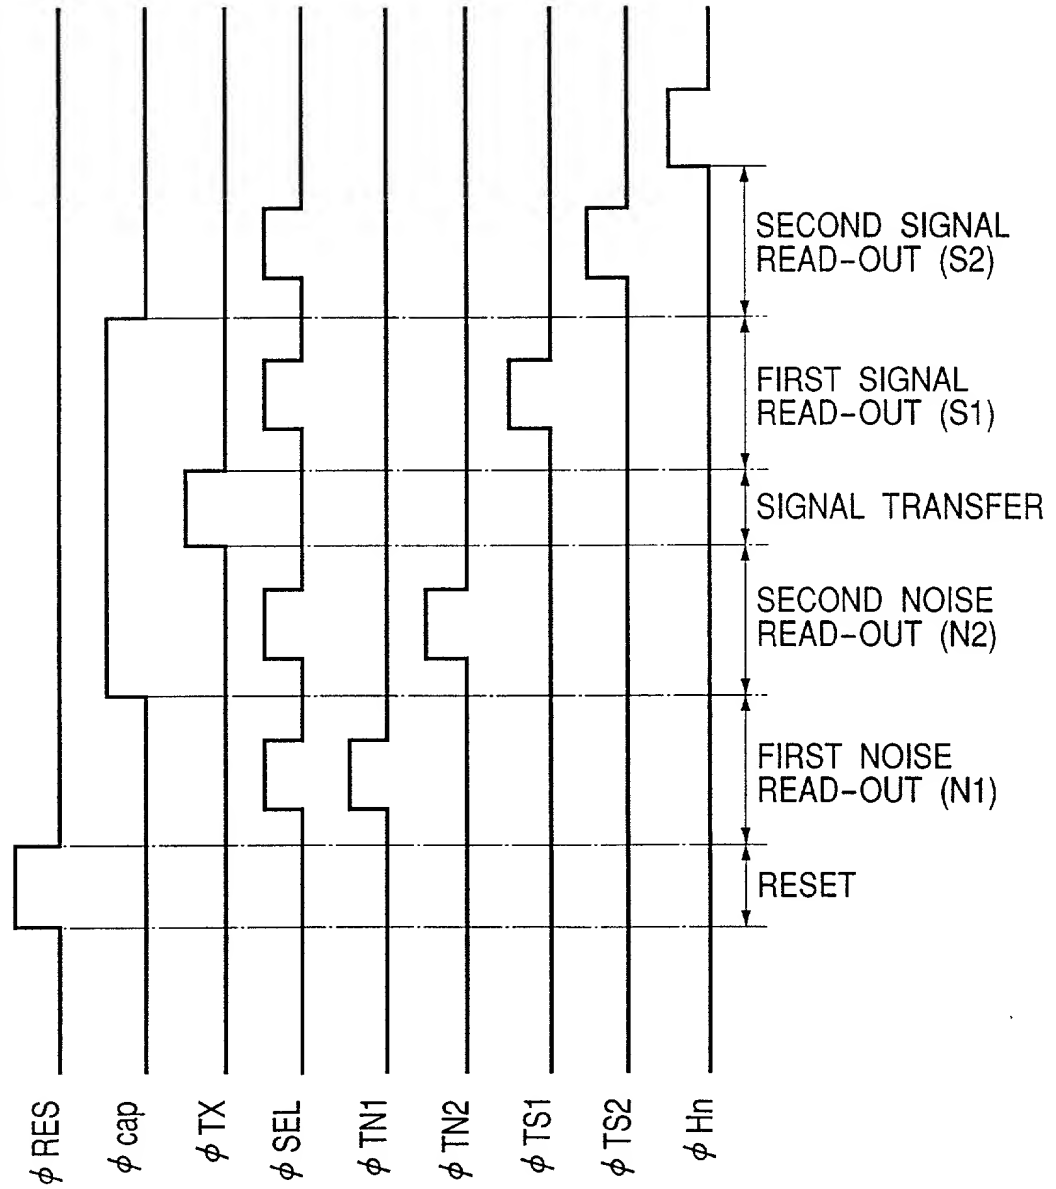 SECOND SIGNAL
READ-OUT (S2)
FIRST SIGNAL
READ-OUT (S1)
SIGNAL TRANSFER
SECOND NOISE
READ-OUT (N2)
FIRST NOISE
READ-OUT (N1)
RESET
ϕ RES
ϕ cap
ϕ TX
ϕ SEL
ϕ TN1
ϕ TN2
ϕ TS1
ϕ TS2
ϕ Hn